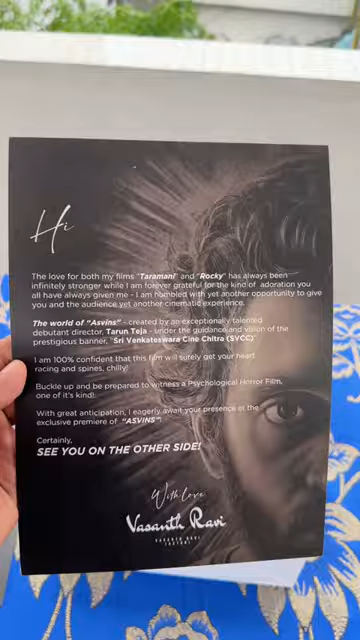 Hi
The love for both my films "Taramani" and "Rocky" has always been
infinitely stronger while I am forever grateful for the kind of adoration you
all have always given me - I am humbled with yet another opportunity to give
you and the audience yet another cinematic experience.
The world of "Asvins" - created by an exceptionally talented
debutant director, Tarun Teja - under the guidance and vision of the
prestigious banner, "Sri Venkateswara Cine Chitra (SVCC)"
I am 100% confident that this film will surely get your heart
racing and spines, chilly!
Buckle up and be prepared to witness a Psychological Horror Film,
one of it's kind!
With great anticipation, I eagerly await your presence at the
exclusive premiere of "ASVINS"
Certainly,
SEE YOU ON THE OTHER SIDE!
With Love
Vasanth Ravi
VASANTH RAVI